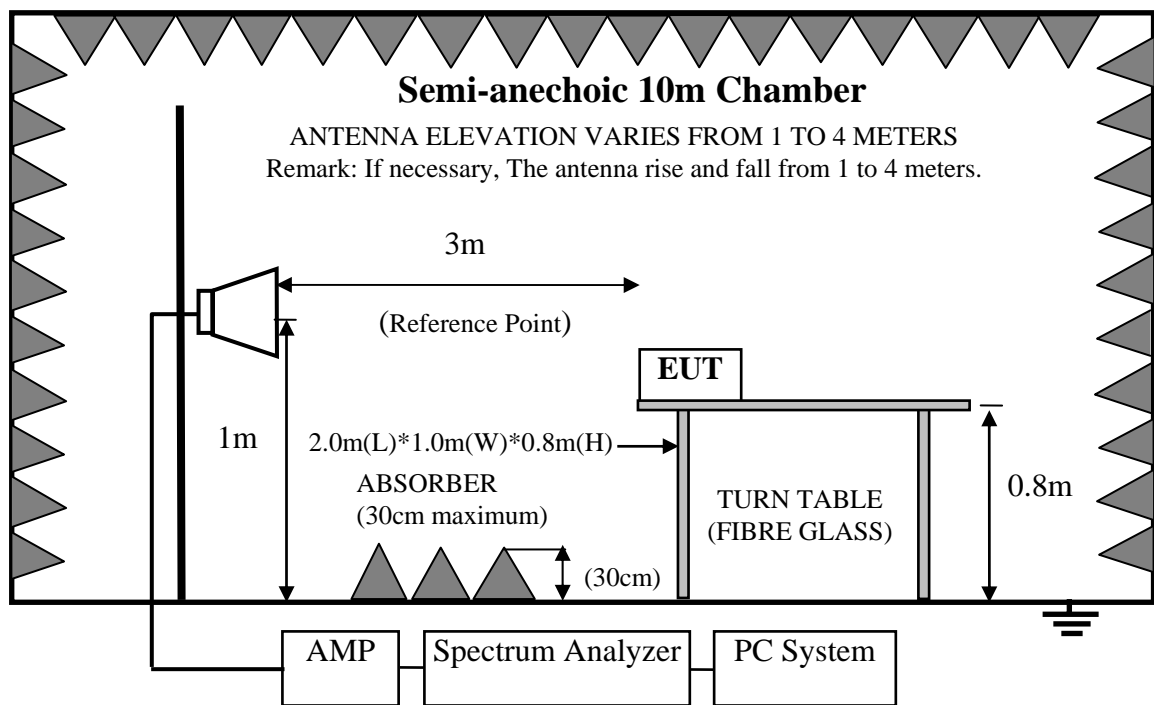 Semi-anechoic 10m Chamber
ANTENNA ELEVATION VARIES FROM 1 TO 4 METERS
Remark: If necessary, The antenna rise and fall from 1 to 4 meters.
3m
(Reference Point)
EUT
1m
2.0m(L)*1.0m(W)*0.8m(H)
ABSORBER
(30cm maximum)
TURN TABLE
(FIBRE GLASS)
0.8m
(30cm)
AMP
Spectrum Analyzer
PC System